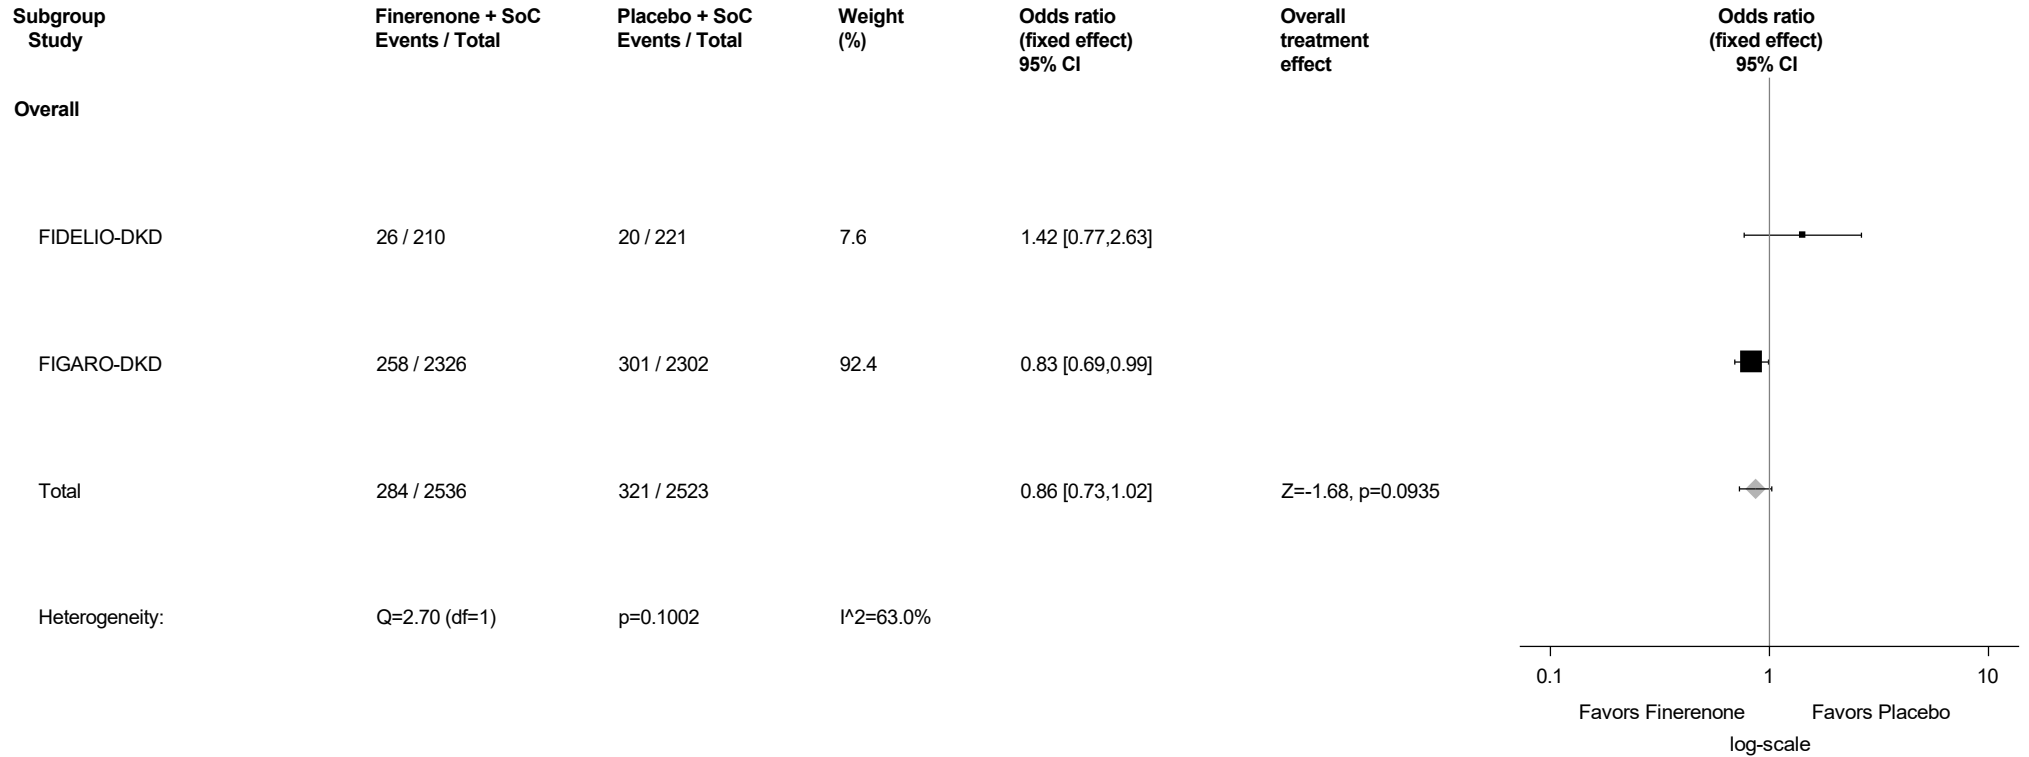 Subgroup Finerenone + SoC Placebo + SoC Weight Odds ratio Overall Odds ratio
Study Events / Total Events / Total (%) (fixed effect) treatment (fixed effect)
95% CI effect 95% CI
Overall
FIDELIO-DKD 26 / 210 20 / 221 7.6 1.42 [0.77,2.63]
FIGARO-DKD 258 / 2326 301 / 2302 92.4 0.83 [0.69,0.99]
Total 284 / 2536 321 / 2523 0.86 [0.73,1.02] Z=-1.68, p=0.0935
Heterogeneity: Q=2.70 (df=1) p=0.1002 I^2=63.0%
0.1 1 10
Favors Finerenone Favors Placebo
log-scale